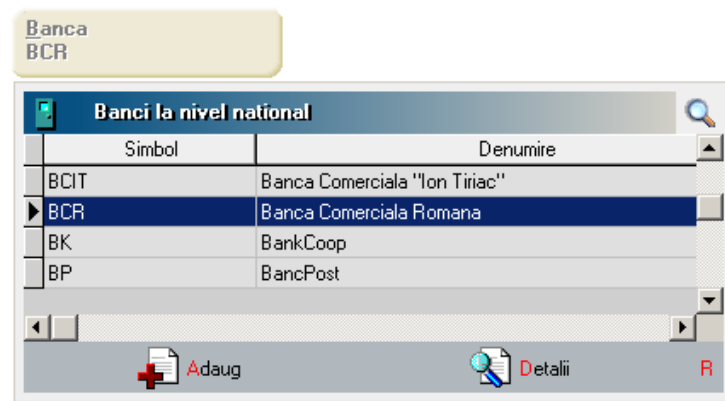 Banca
BCR
Banci la nivel national
Simbol Denumire
BCIT Banca Comerciala "Ion Tiriac"
BCR Banca Comerciala Romana
BK BankCoop
BP BancPost
Adaug Detalii R